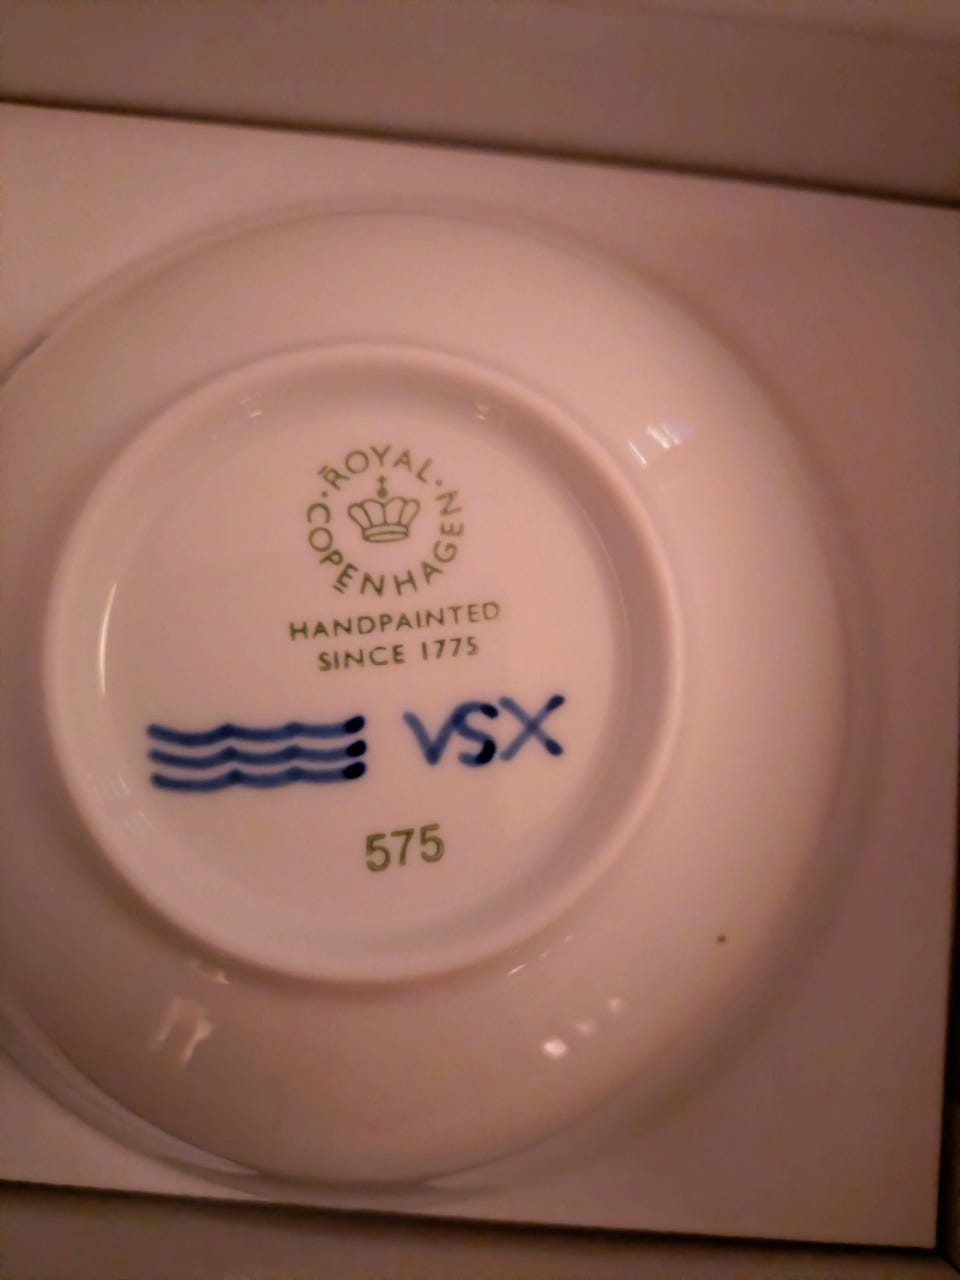 ROYAL
COPENHAGEN
HANDPAINTED
SINCE 1775
VSX
575